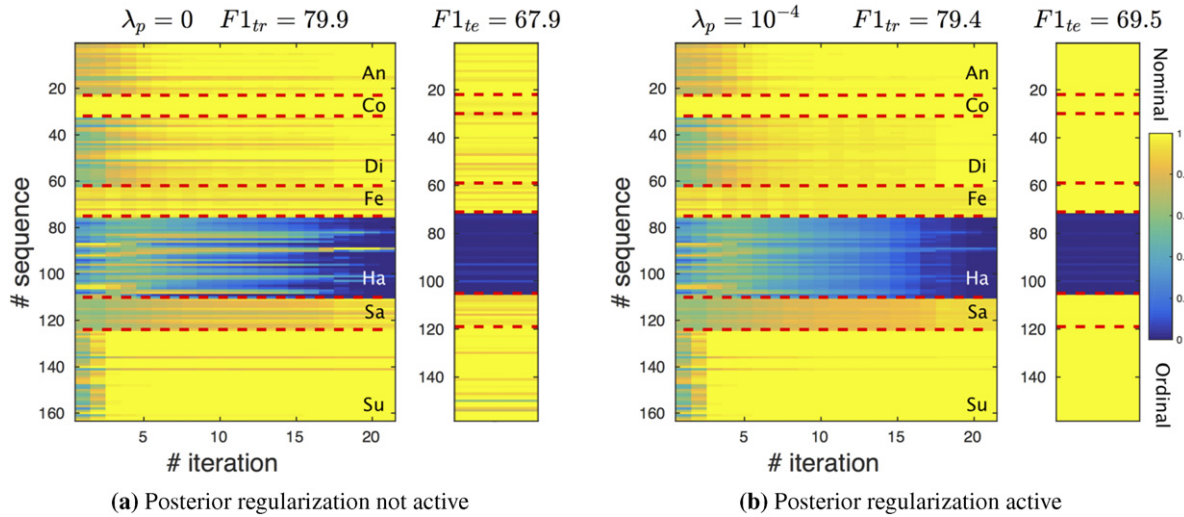 λp = 0 F1tr = 79.9 F1te = 67.9
# sequence
20
40
60
80
100
120
140
160
An
Co
Di
Fe
Ha
Sa
Su
5 10 15 20
# iteration
20
40
60
80
100
120
140
(a) Posterior regularization not active
λp = 10−4 F1tr = 79.4 F1te = 69.5
# sequence
20
40
60
80
100
120
140
160
An
Co
Di
Fe
Ha
Sa
Su
5 10 15 20
# iteration
20
40
60
80
100
120
140
Nominal
1
0
Ordinal
(b) Posterior regularization active